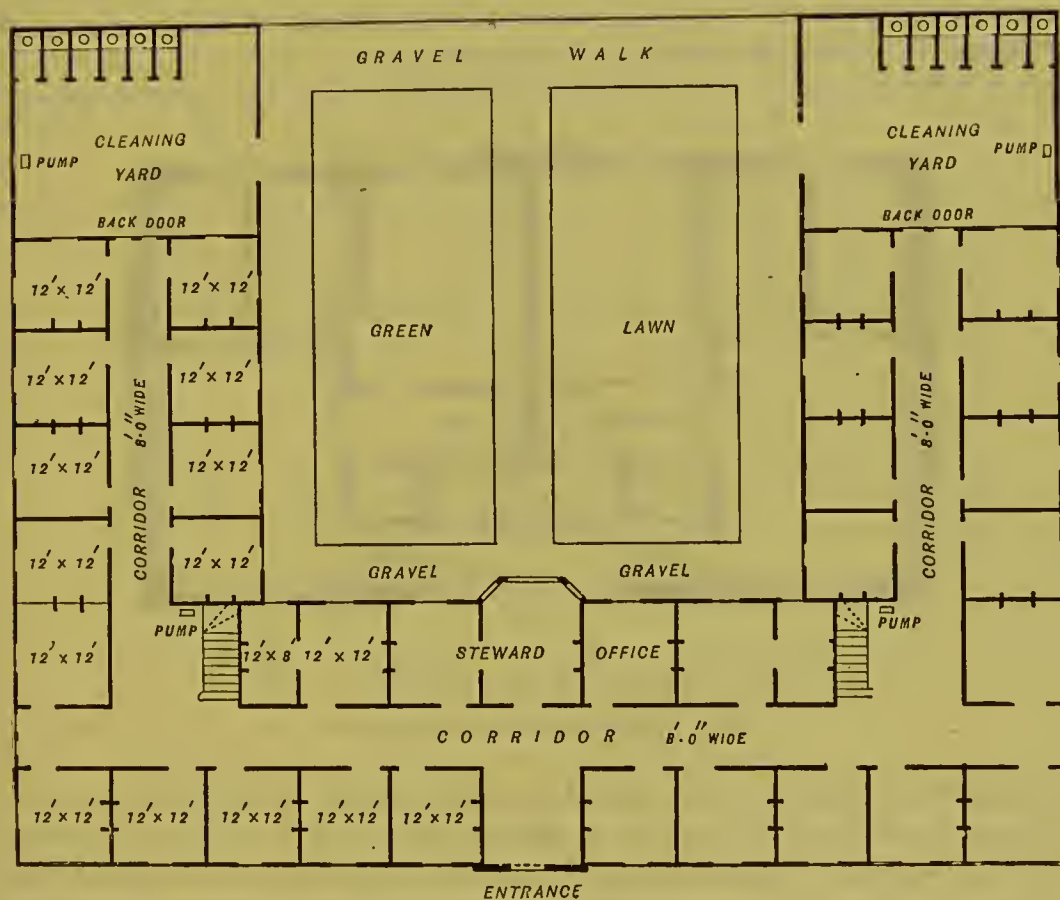 GRAVEL WALK
CLEANING
YARD
PUMP
BACK DOOR
CLEANING
YARD
PUMP
BACK DOOR
12'× 12' 12'× 12'
12'× 12' 12'× 12'
12'× 12' 12'× 12'
12'× 12' 12'× 12'
12'× 12'
CORRIDOR 8'-0" WIDE
GREEN LAWN
CORRIDOR 8'-0" WIDE
GRAVEL GRAVEL
PUMP
PUMP
12'× 8' 12'× 12' STEWARD OFFICE
CORRIDOR 8'-0" WIDE
12'× 12' 12'× 12' 12'× 12' 12'× 12' 12'× 12'
ENTRANCE